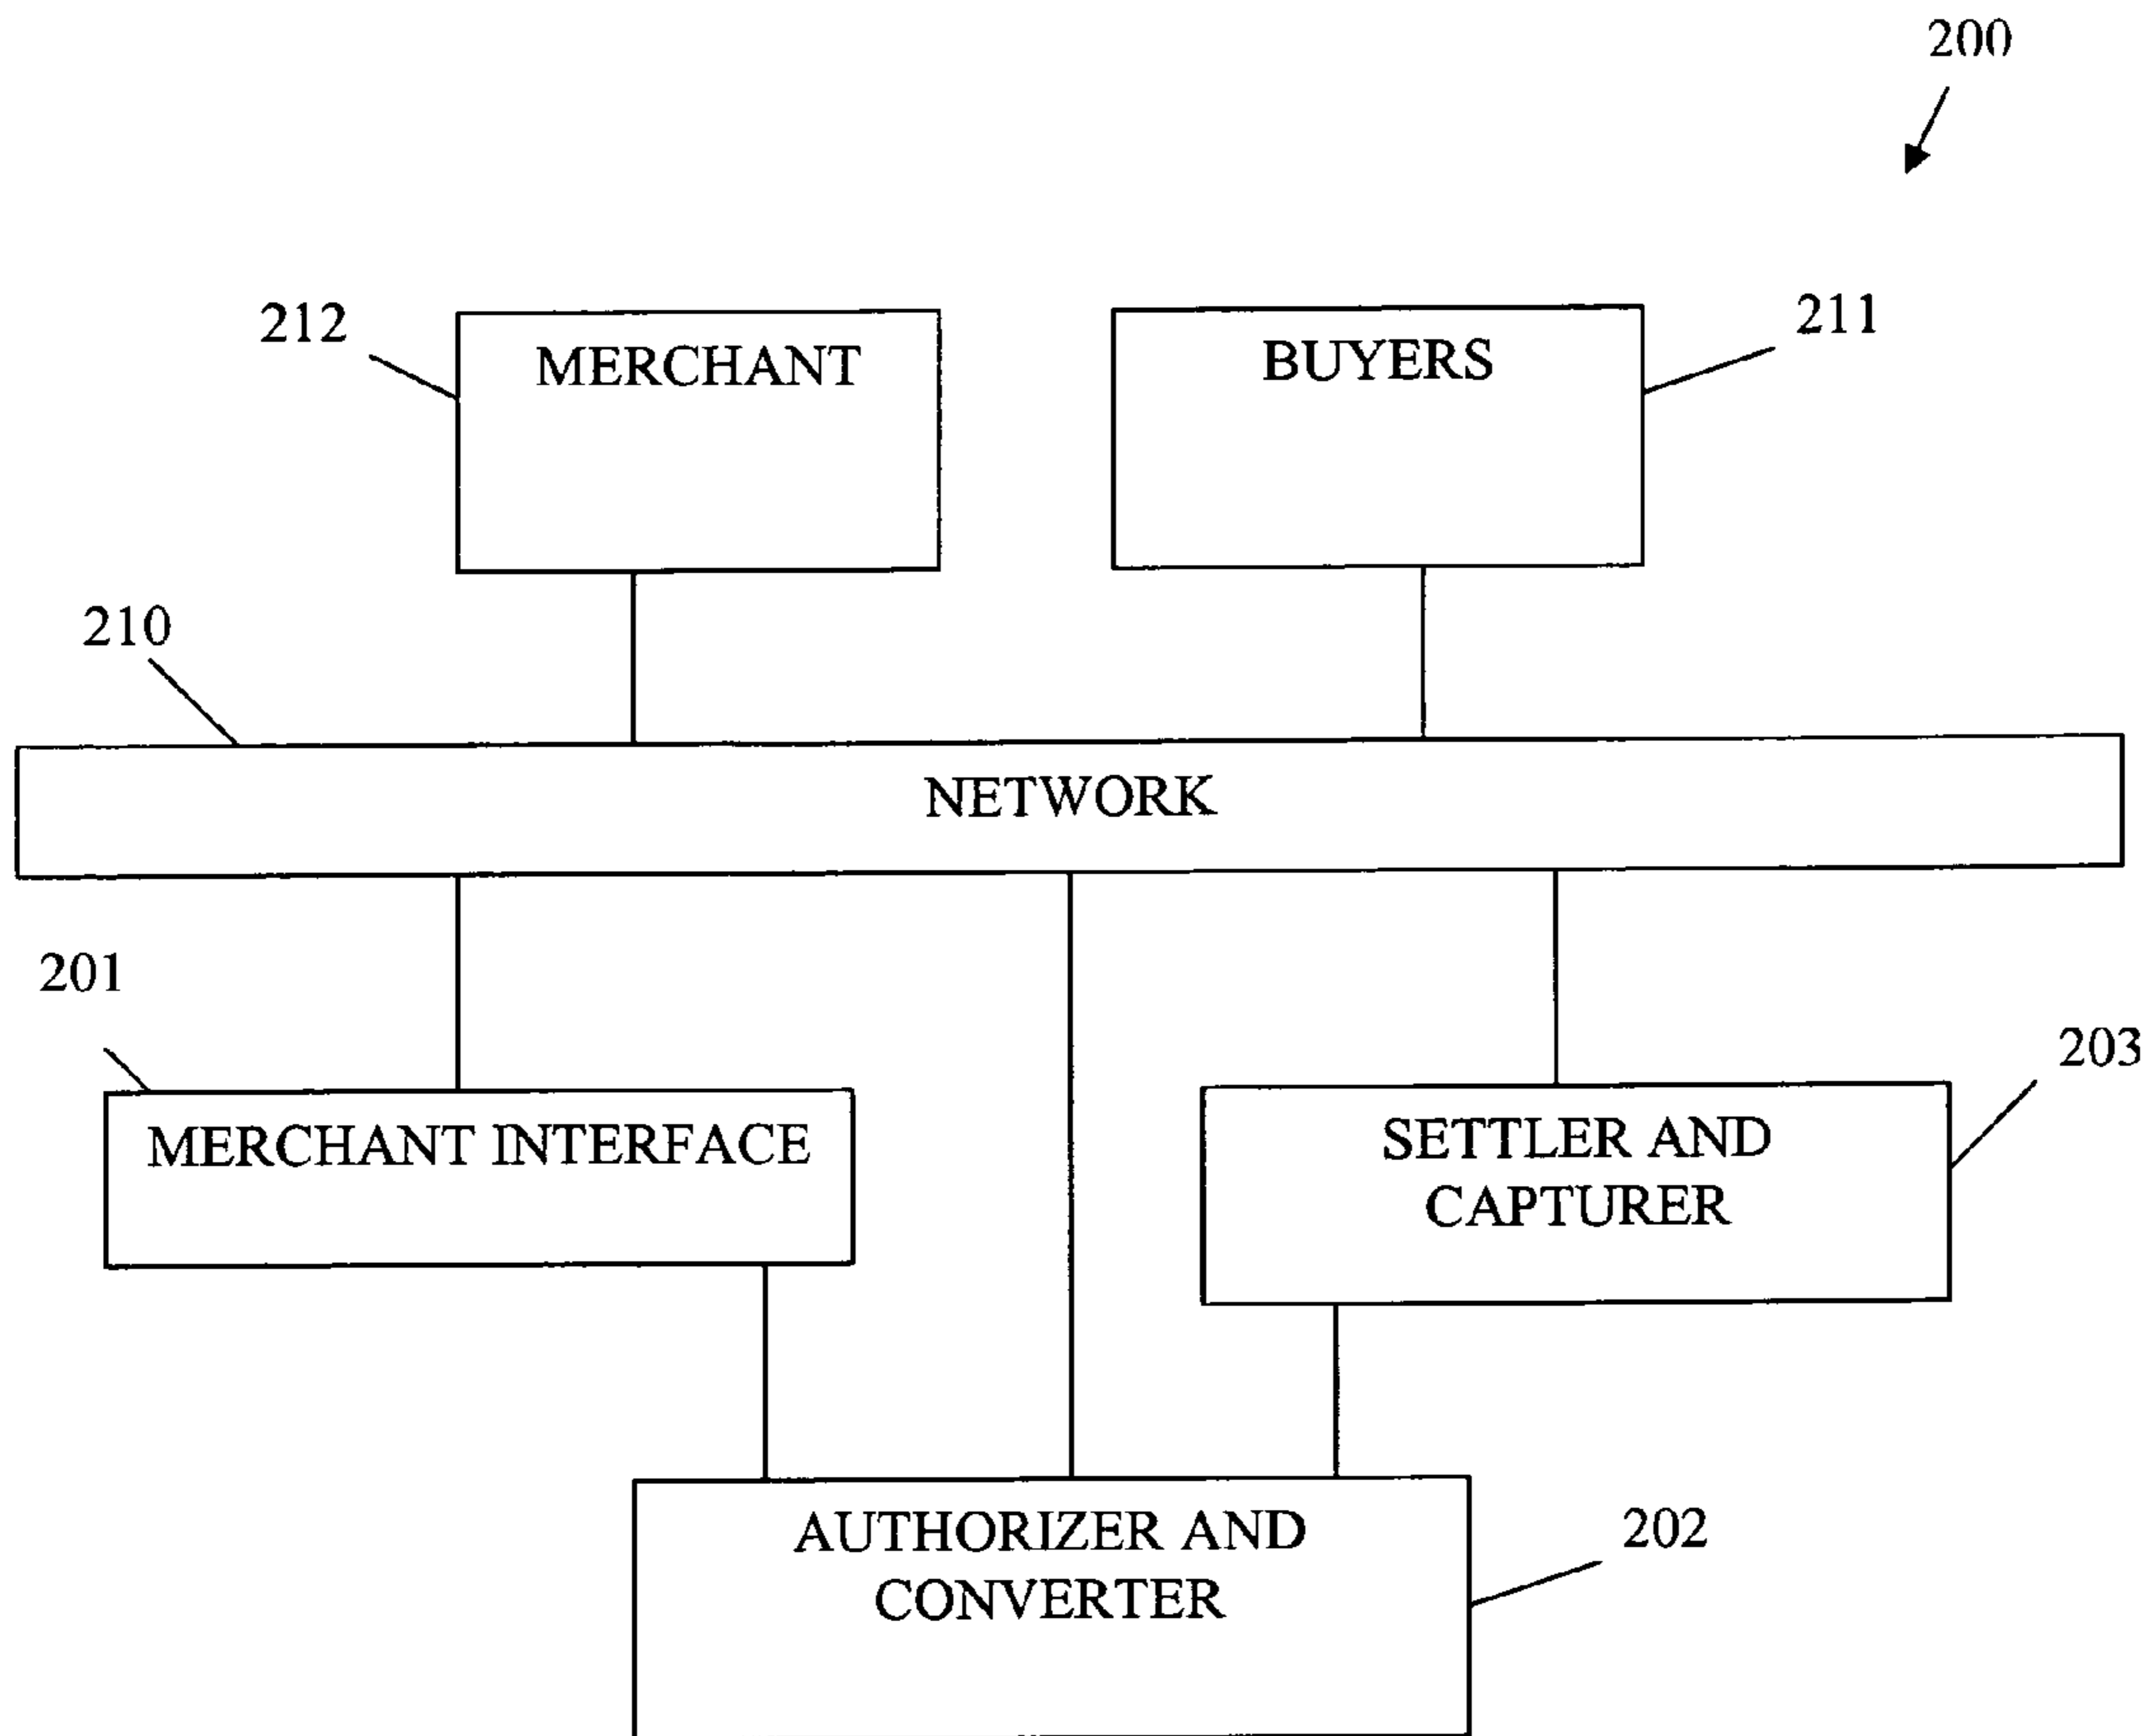 200
212
MERCHANT
BUYERS
211
210
NETWORK
201
MERCHANT INTERFACE
SETTLER AND
CAPTURER
203
AUTHORIZER AND
CONVERTER
202